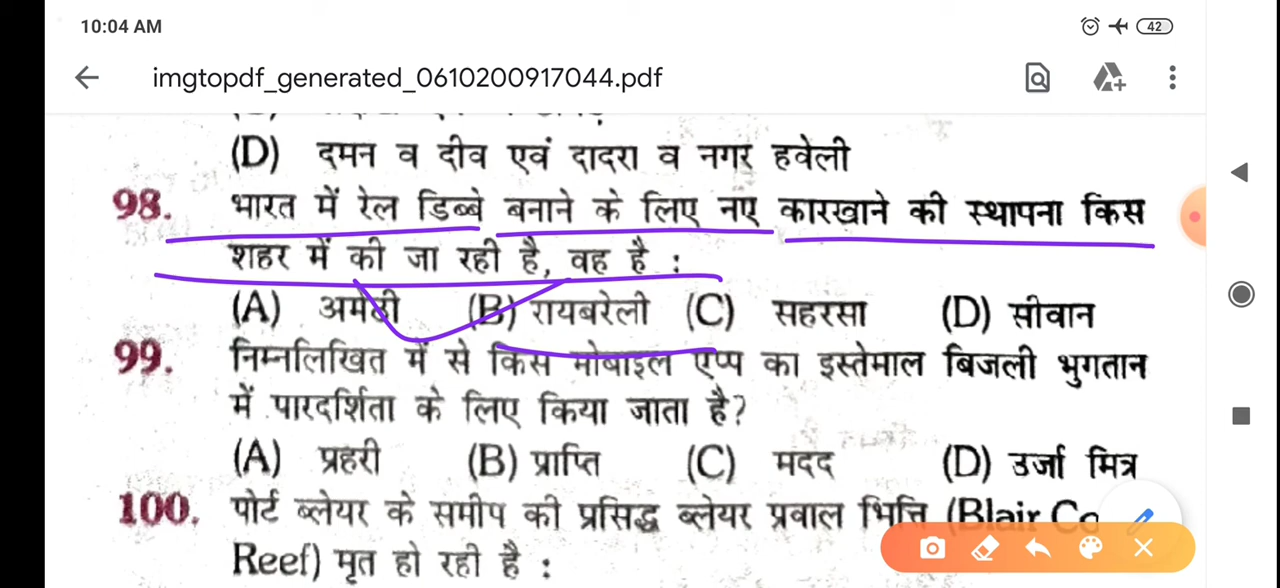 10:04 AM
42
imgtopdf_generated_0610200917044.pdf
(D) दमन व दीव एवं दादरा व नगर हवेली
98. भारत में रेल डिब्बे बनाने के लिए नए कारखाने की स्थापना किस
शहर में की जा रही है, वह है :
(A) अमेठी (B) रायबरेली (C) सहरसा (D) सीवान
99. निम्नलिखित में से किस मोबाइल एप्प का इस्तेमाल बिजली भुगतान
में पारदर्शिता के लिए किया जाता है?
(A) प्रहरी (B) प्राप्ति (C) मदद (D) उर्जा मित्र
100. पोर्ट ब्लेयर के समीप की प्रसिद्ध ब्लेयर प्रवाल भित्ति (Blair Co
Reef) मृत हो रही है :